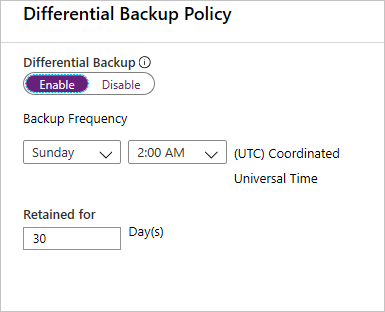 Differential Backup Policy
Differential Backup
Enable Disable
Backup Frequency
Sunday 2:00 AM (UTC) Coordinated
Universal Time
Retained for
30 Day(s)